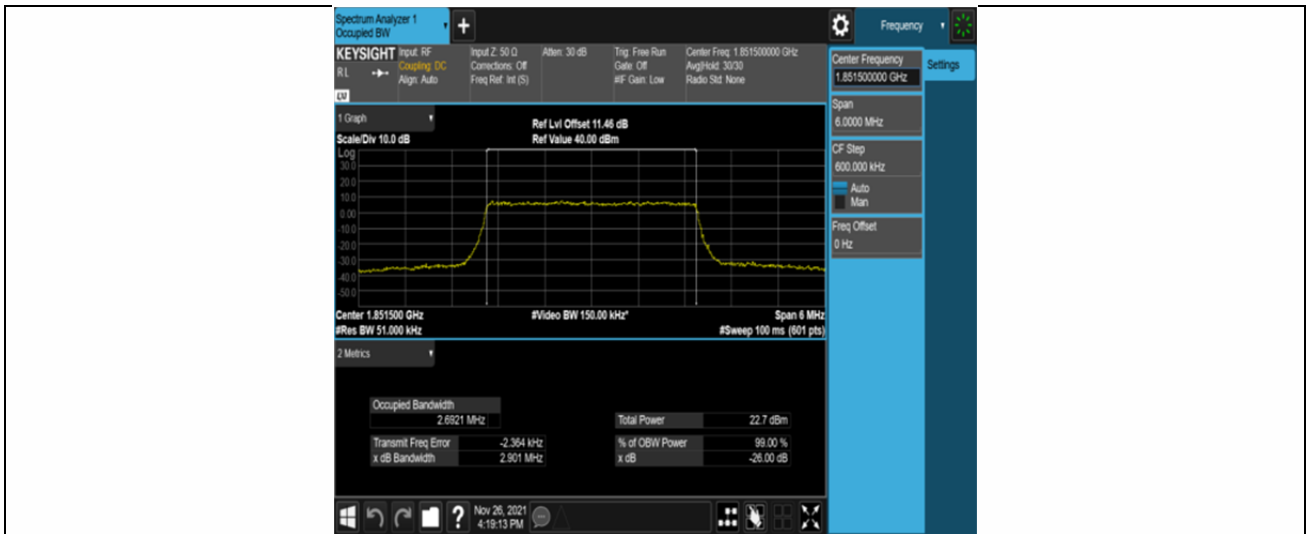 Spectrum Analyzer 1
Occupied BW
+
Frequency
KEYSIGHT
R L
Input: RF
Coupling: DC
Align: Auto
Input Z: 50 Ω
Corrections: Off
Freq Ref: Int (S)
Atten: 30 dB
Trig: Free Run
Gate: Off
#IF Gain: Low
Center Freq: 1.851500000 GHz
Avg|Hold: 30/30
Radio Std: None
Center Frequency
1.851500000 GHz
Settings
Span
6.0000 MHz
CF Step
600.000 kHz
Auto
Man
Freq Offset
0 Hz
1 Graph
Scale/Div 10.0 dB
Ref Lvl Offset 11.46 dB
Ref Value 40.00 dBm
Log
30.0
20.0
10.0
0.00
-10.0
-20.0
-30.0
-40.0
-50.0
Center 1.851500 GHz
#Video BW 150.00 kHz*
Span 6 MHz
#Res BW 51.000 kHz
#Sweep 100 ms (601 pts)
2 Metrics
Occupied Bandwidth
2.6921 MHz
Total Power 22.7 dBm
Transmit Freq Error -2.364 kHz
% of OBW Power 99.00 %
x dB Bandwidth 2.901 MHz
x dB -26.00 dB
?
Nov 26, 2021
4:19:13 PM